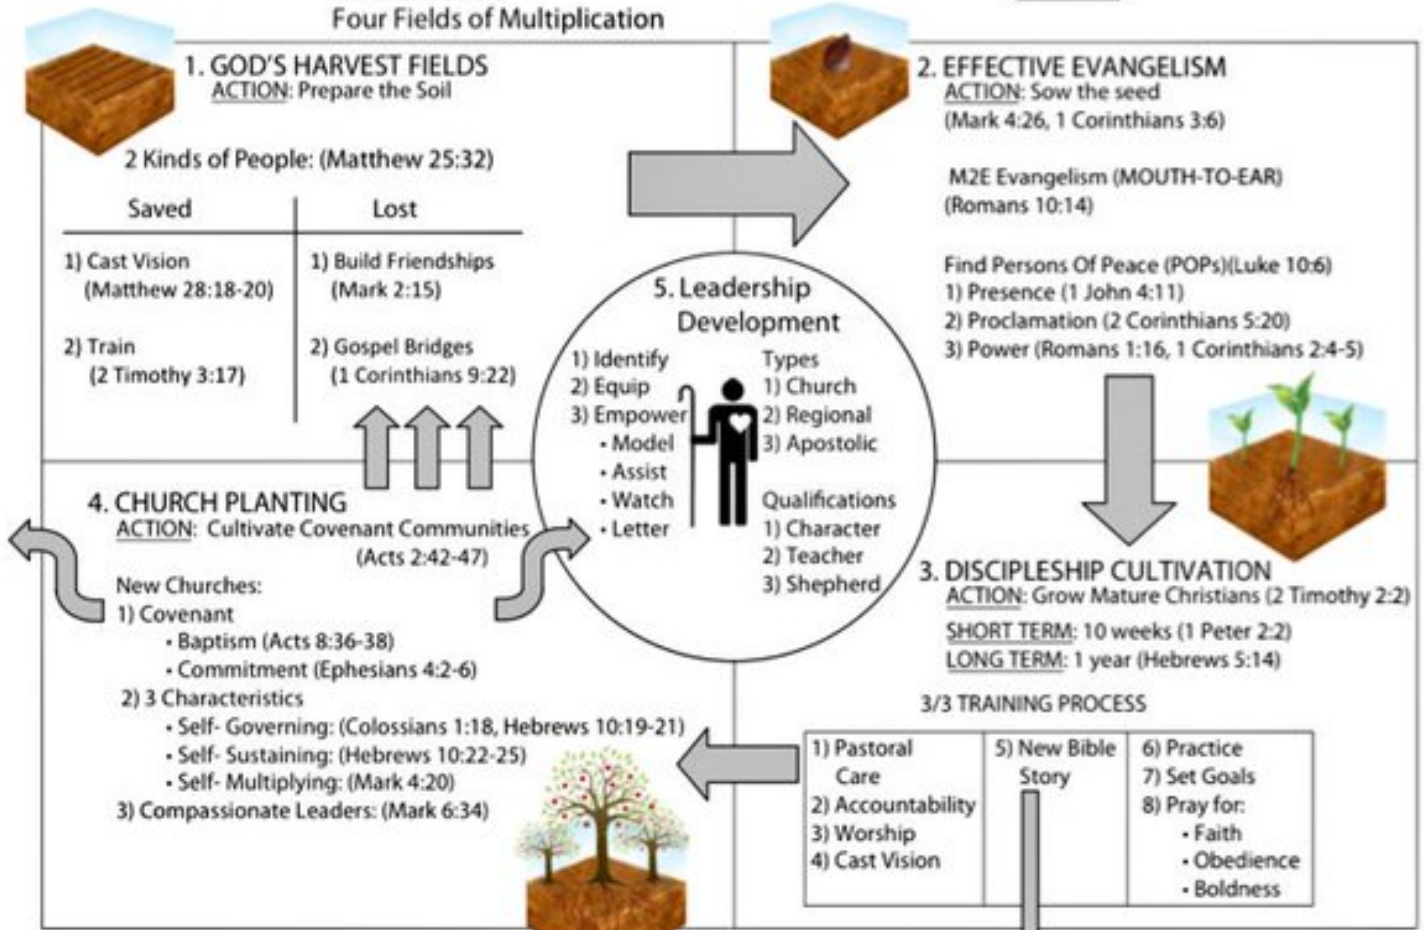 Four Fields of Multiplication
1. GOD'S HARVEST FIELDS
ACTION: Prepare the Soil
2 Kinds of People: (Matthew 25:32)
Saved
1) Cast Vision
(Matthew 28:18-20)
2) Train
(2 Timothy 3:17)
Lost
1) Build Friendships
(Mark 2:15)
2) Gospel Bridges
(1 Corinthians 9:22)
2. EFFECTIVE EVANGELISM
ACTION: Sow the seed
(Mark 4:26, 1 Corinthians 3:6)
M2E Evangelism (MOUTH-TO-EAR)
(Romans 10:14)
Find Persons Of Peace (POPs)(Luke 10:6)
1) Presence (1 John 4:11)
2) Proclamation (2 Corinthians 5:20)
3) Power (Romans 1:16, 1 Corinthians 2:4-5)
3. DISCIPLESHIP CULTIVATION
ACTION: Grow Mature Christians (2 Timothy 2:2)
SHORT TERM: 10 weeks (1 Peter 2:2)
LONG TERM: 1 year (Hebrews 5:14)
3/3 TRAINING PROCESS
1) Pastoral
Care
2) Accountability
3) Worship
4) Cast Vision
5) New Bible
Story
6) Practice
7) Set Goals
8) Pray for:
• Faith
• Obedience
• Boldness
4. CHURCH PLANTING
ACTION: Cultivate Covenant Communities
(Acts 2:42-47)
New Churches:
1) Covenant
• Baptism (Acts 8:36-38)
• Commitment (Ephesians 4:2-6)
2) 3 Characteristics
• Self- Governing: (Colossians 1:18, Hebrews 10:19-21)
• Self- Sustaining: (Hebrews 10:22-25)
• Self- Multiplying: (Mark 4:20)
3) Compassionate Leaders: (Mark 6:34)
5. Leadership
Development
1) Identify
2) Equip
3) Empower
• Model
• Assist
• Watch
• Letter
Types
1) Church
2) Regional
3) Apostolic
Qualifications
1) Character
2) Teacher
3) Shepherd